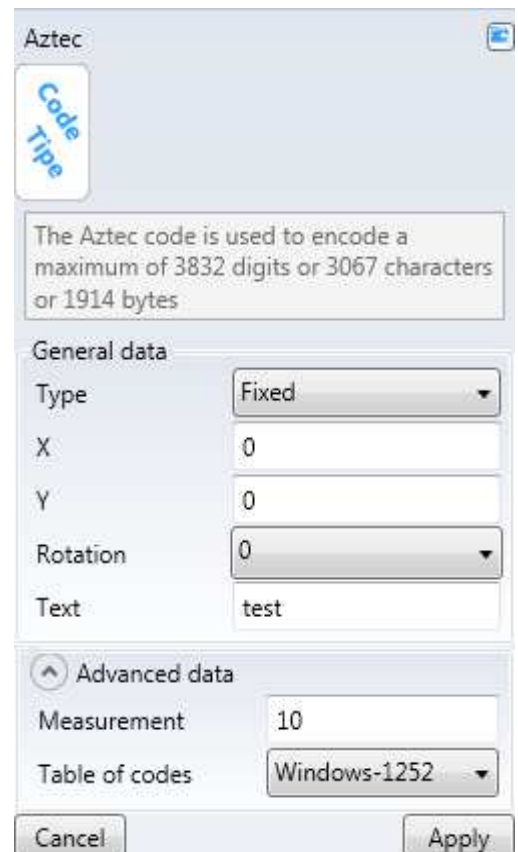 Aztec
Code
Tipe
The Aztec code is used to encode a
maximum of 3832 digits or 3067 characters
or 1914 bytes
General data
Type Fixed
X 0
Y 0
Rotation 0
Text test
Advanced data
Measurement 10
Table of codes Windows-1252
Cancel Apply